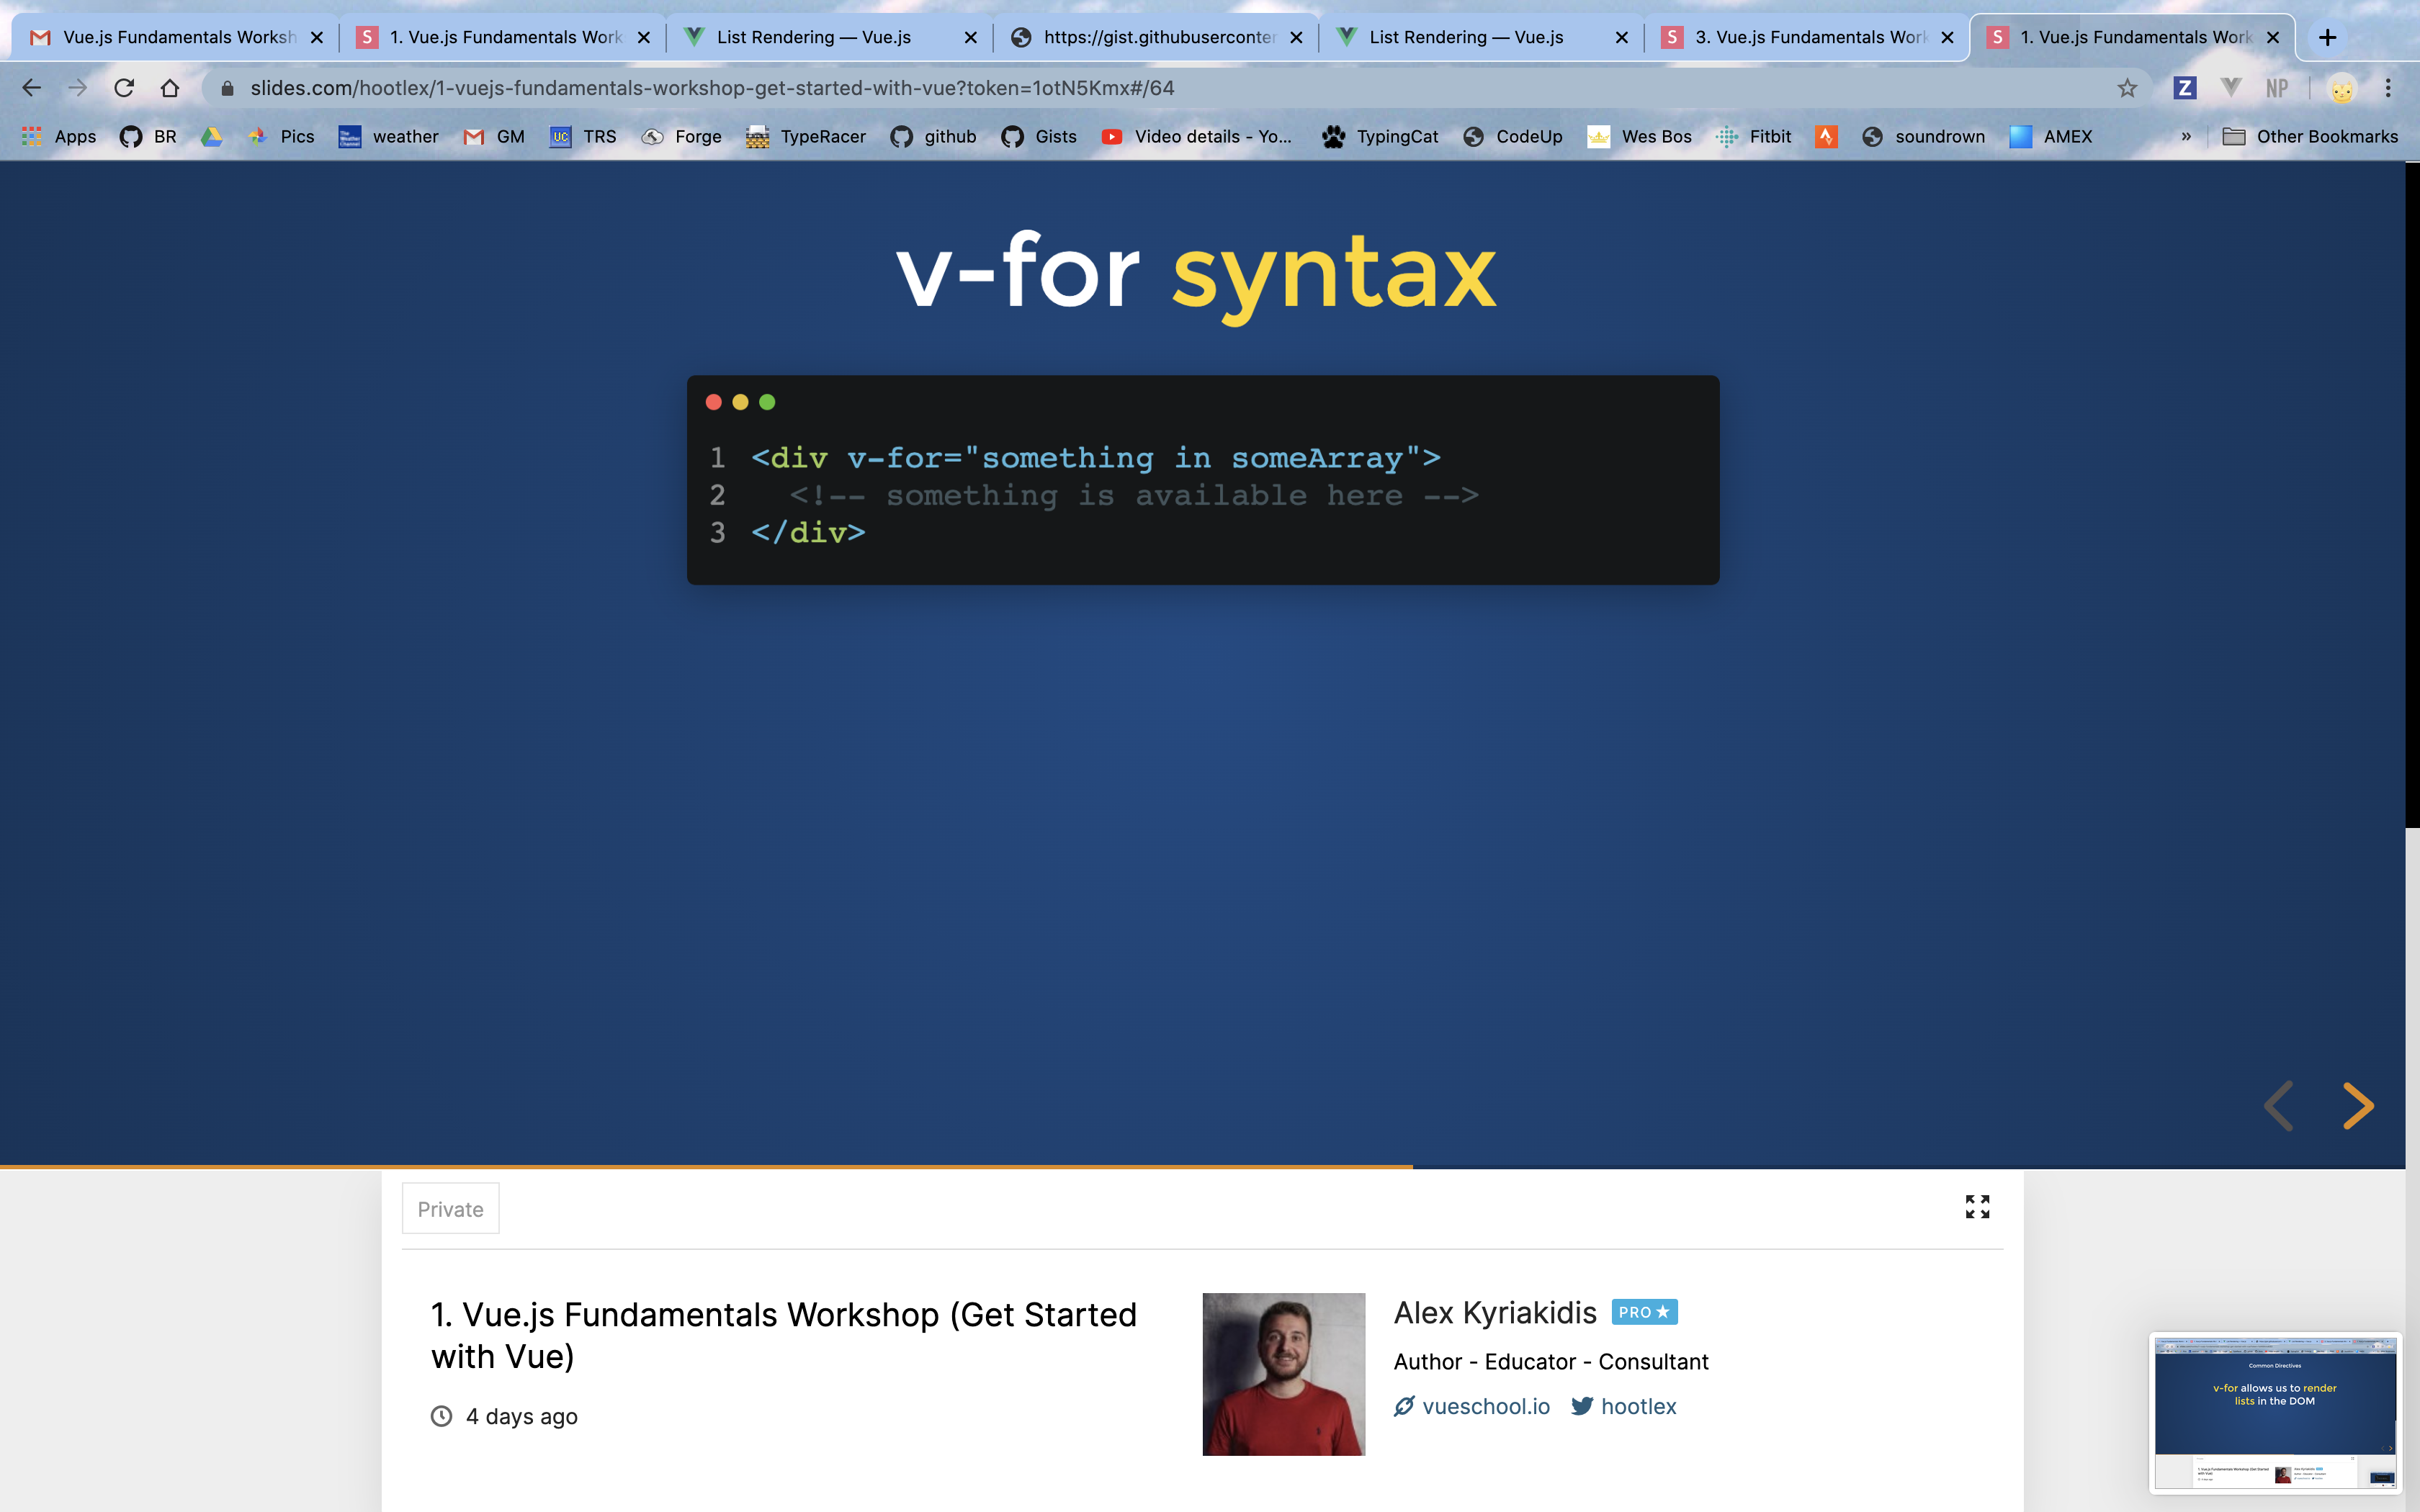 Vue.js Fundamentals Worksh
1. Vue.js Fundamentals Work
List Rendering — Vue.js
https://gist.githubuserconter
List Rendering — Vue.js
3. Vue.js Fundamentals Work
1. Vue.js Fundamentals Work
slides.com/hootlex/1-vuejs-fundamentals-workshop-get-started-with-vue?token=1otN5Kmx#/64
Z
NP
Apps
BR
Pics
weather
GM
UC
TRS
Forge
TypeRacer
github
Gists
Video details - Yo...
TypingCat
CodeUp
Wes Bos
Fitbit
soundrown
AMEX
»
Other Bookmarks
v-for syntax
1 <div v-for="something in someArray">
2 <!-- something is available here -->
3 </div>
Private
1. Vue.js Fundamentals Workshop (Get Started
with Vue)
4 days ago
Alex Kyriakidis PRO
Author - Educator - Consultant
vueschool.io hootlex
Common Directives
v-for allows us to render
lists in the DOM